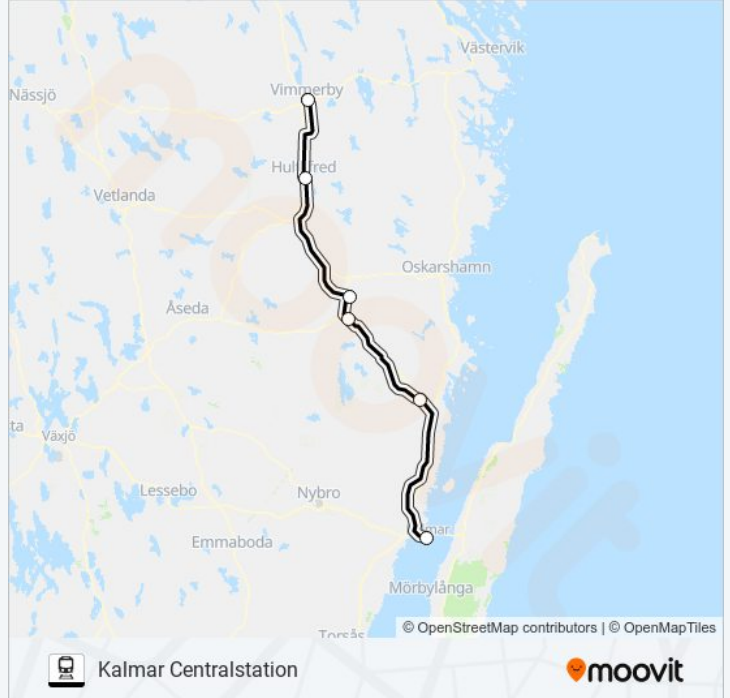 Västervik
Vimmerby
Nässjö
Hultsfred
Vetlanda
Oskarshamn
Åseda
ta
Växjö
Lessebo
Nybro
mar
Emmaboda
Mörbylånga
Torsås
© OpenStreetMap contributors | © OpenMapTiles
Kalmar Centralstation
moovit